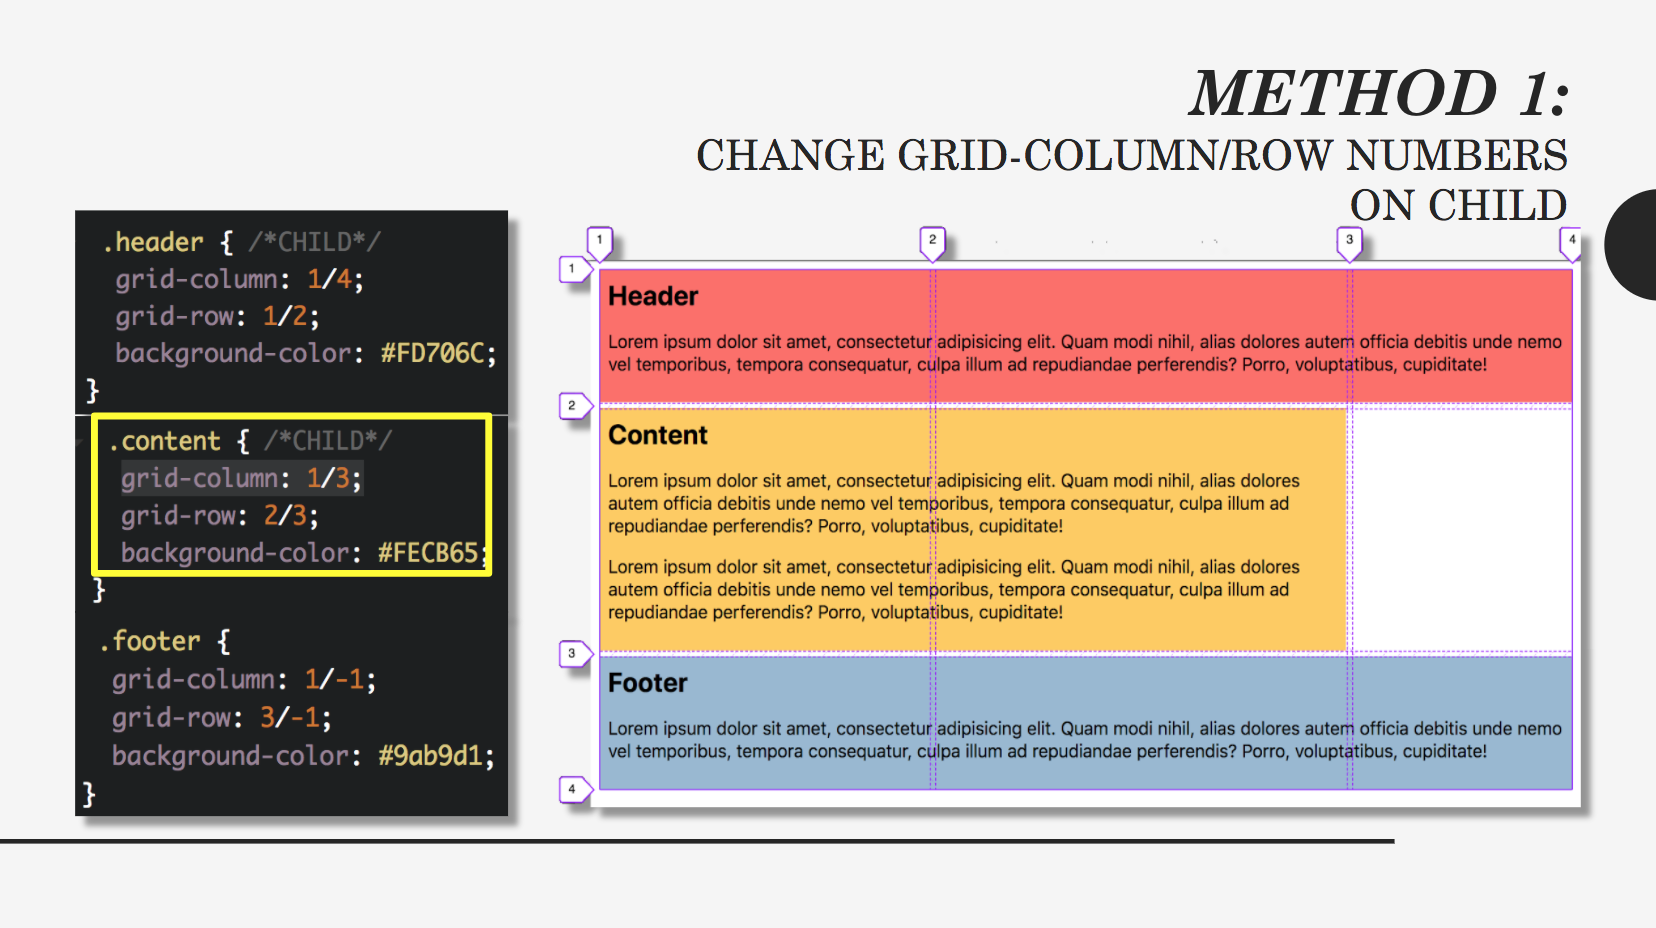 METHOD 1:
CHANGE GRID-COLUMN/ROW NUMBERS
ON CHILD
.header { /*CHILD*/
grid-column: 1/4;
grid-row: 1/2;
background-color: #FD706C;
}
.content { /*CHILD*/
grid-column: 1/3;
grid-row: 2/3;
background-color: #FECB65;
}
.footer {
grid-column: 1/-1;
grid-row: 3/-1;
background-color: #9ab9d1;
}
1 2 3 4
1
Header
Lorem ipsum dolor sit amet, consectetur adipisicing elit. Quam modi nihil, alias dolores autem officia debitis unde nemo
vel temporibus, tempora consequatur, culpa illum ad repudiandae perferendis? Porro, voluptatibus, cupiditate!
2
Content
Lorem ipsum dolor sit amet, consectetur adipisicing elit. Quam modi nihil, alias dolores
autem officia debitis unde nemo vel temporibus, tempora consequatur, culpa illum ad
repudiandae perferendis? Porro, voluptatibus, cupiditate!
Lorem ipsum dolor sit amet, consectetur adipisicing elit. Quam modi nihil, alias dolores
autem officia debitis unde nemo vel temporibus, tempora consequatur, culpa illum ad
repudiandae perferendis? Porro, voluptatibus, cupiditate!
3
Footer
Lorem ipsum dolor sit amet, consectetur adipisicing elit. Quam modi nihil, alias dolores autem officia debitis unde nemo
vel temporibus, tempora consequatur, culpa illum ad repudiandae perferendis? Porro, voluptatibus, cupiditate!
4